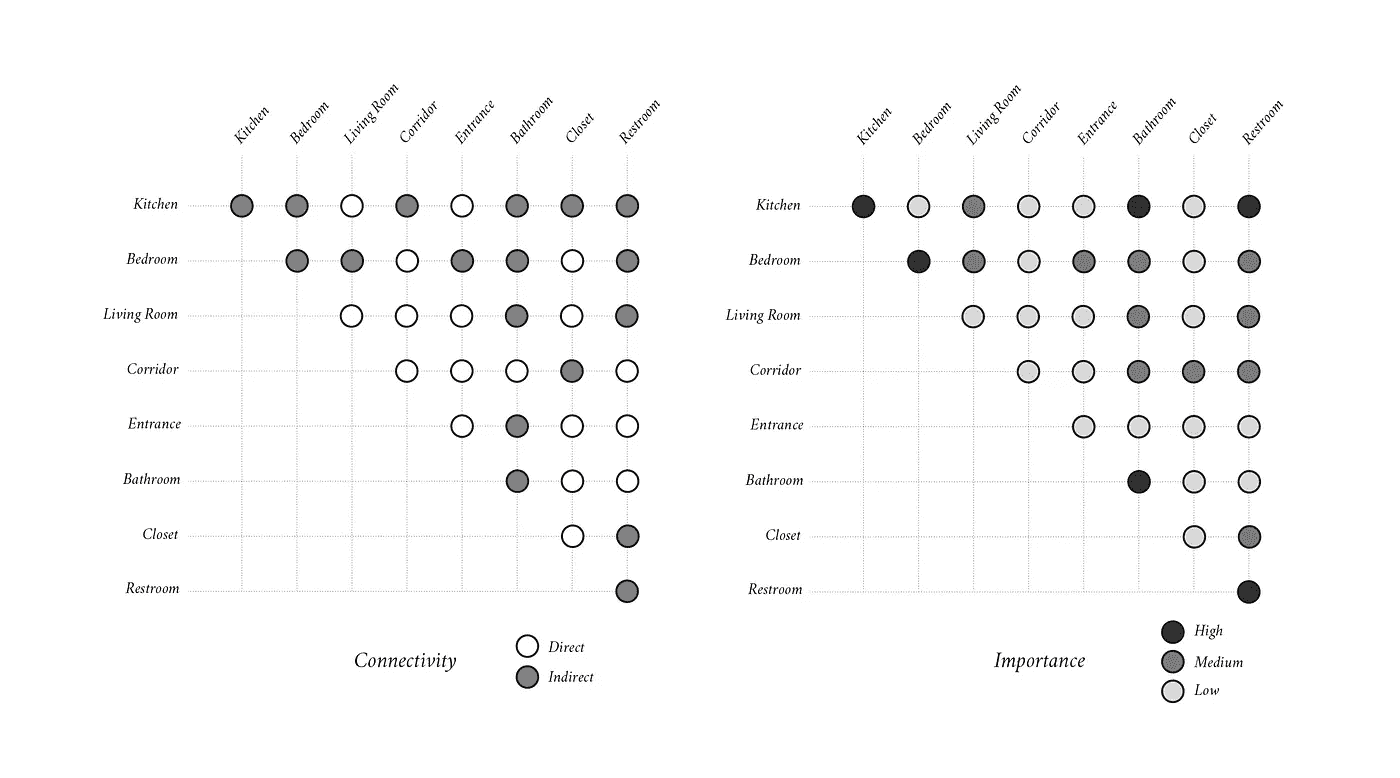 Kitchen Bedroom Living Room Corridor Entrance Bathroom Closet Restroom
Kitchen
Bedroom
Living Room
Corridor
Entrance
Bathroom
Closet
Restroom
Connectivity
Direct
Indirect
Kitchen Bedroom Living Room Corridor Entrance Bathroom Closet Restroom
Kitchen
Bedroom
Living Room
Corridor
Entrance
Bathroom
Closet
Restroom
Importance
High
Medium
Low